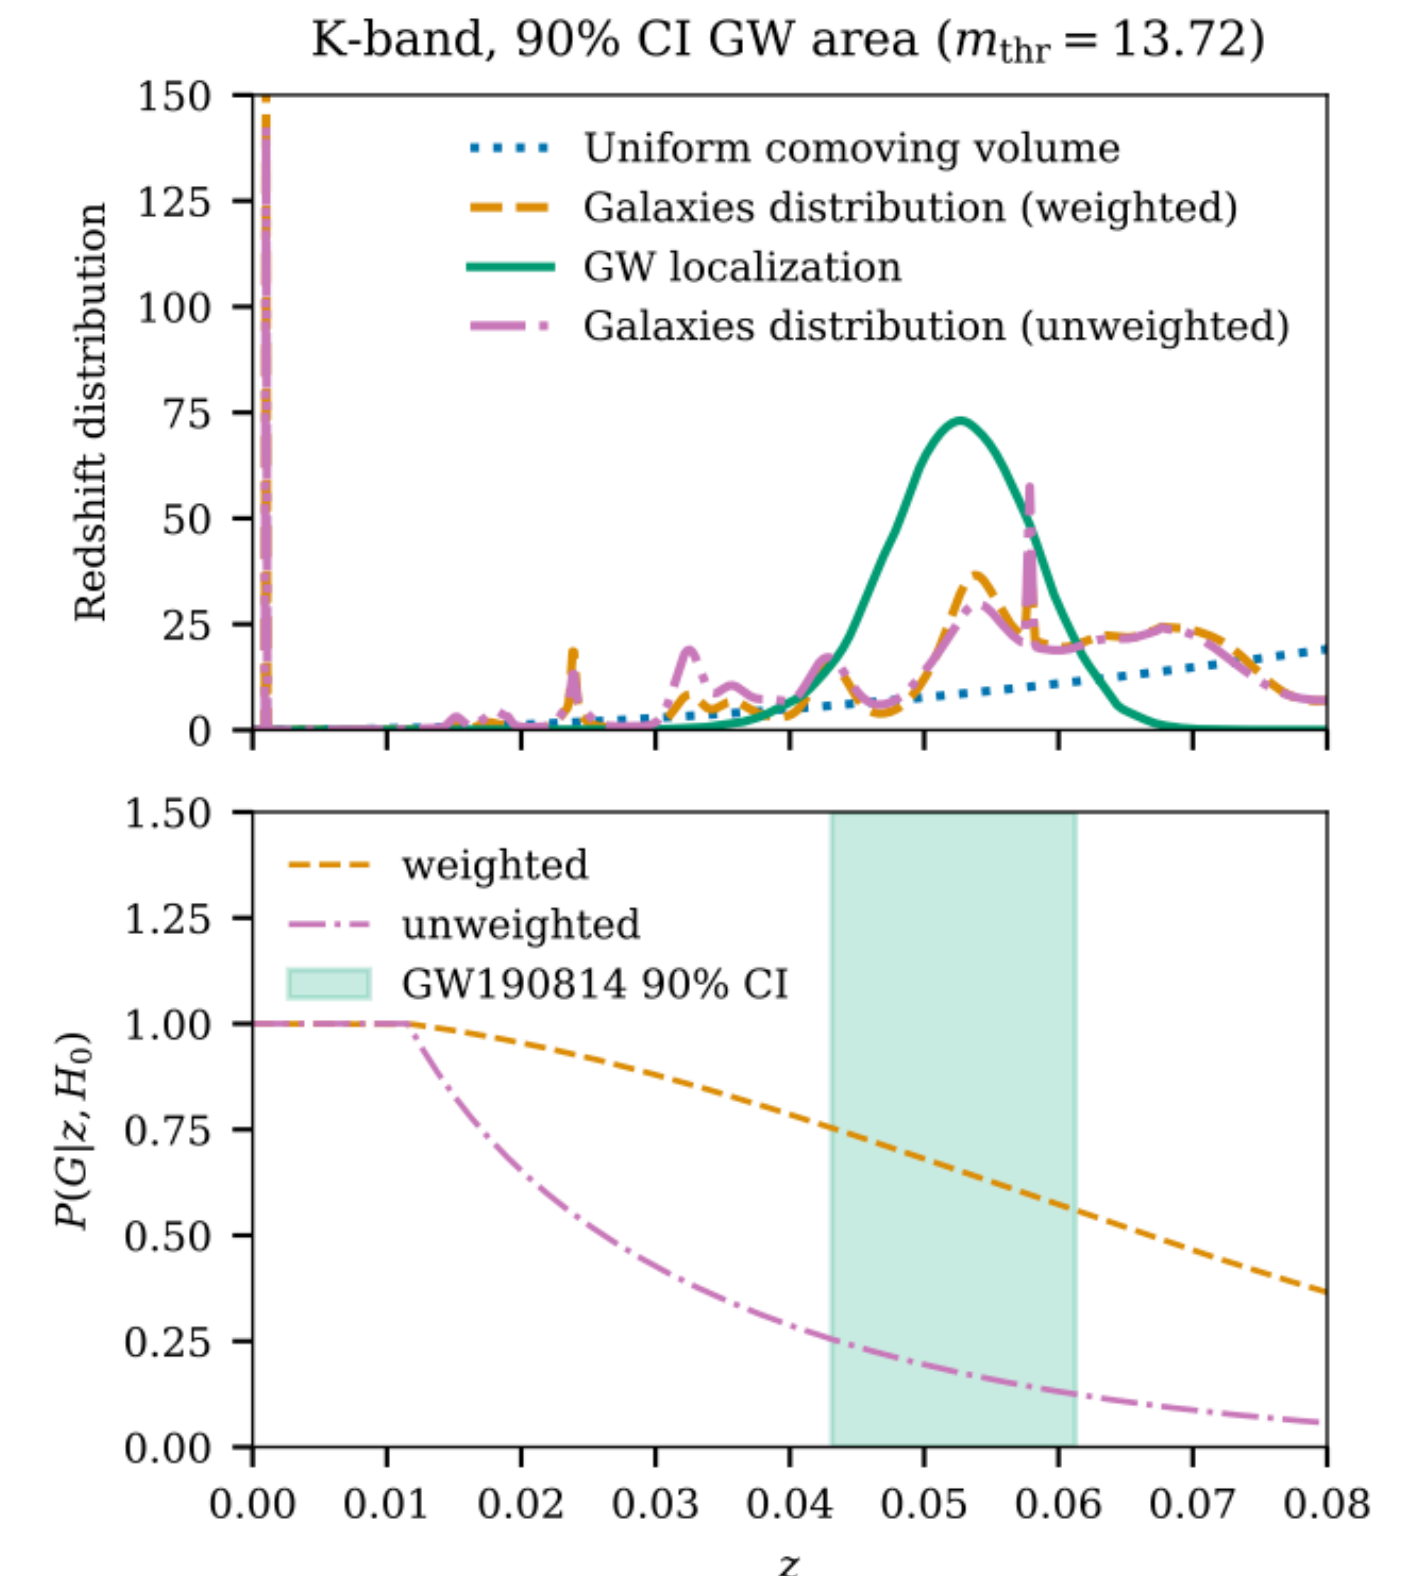 K-band, 90% CI GW area (m_thr = 13.72)
150
125
100
75
50
25
0
Redshift distribution
Uniform comoving volume
Galaxies distribution (weighted)
GW localization
Galaxies distribution (unweighted)
1.50
1.25
1.00
0.75
0.50
0.25
0.00
P(G|z, H₀)
weighted
unweighted
GW190814 90% CI
0.00 0.01 0.02 0.03 0.04 0.05 0.06 0.07 0.08
z